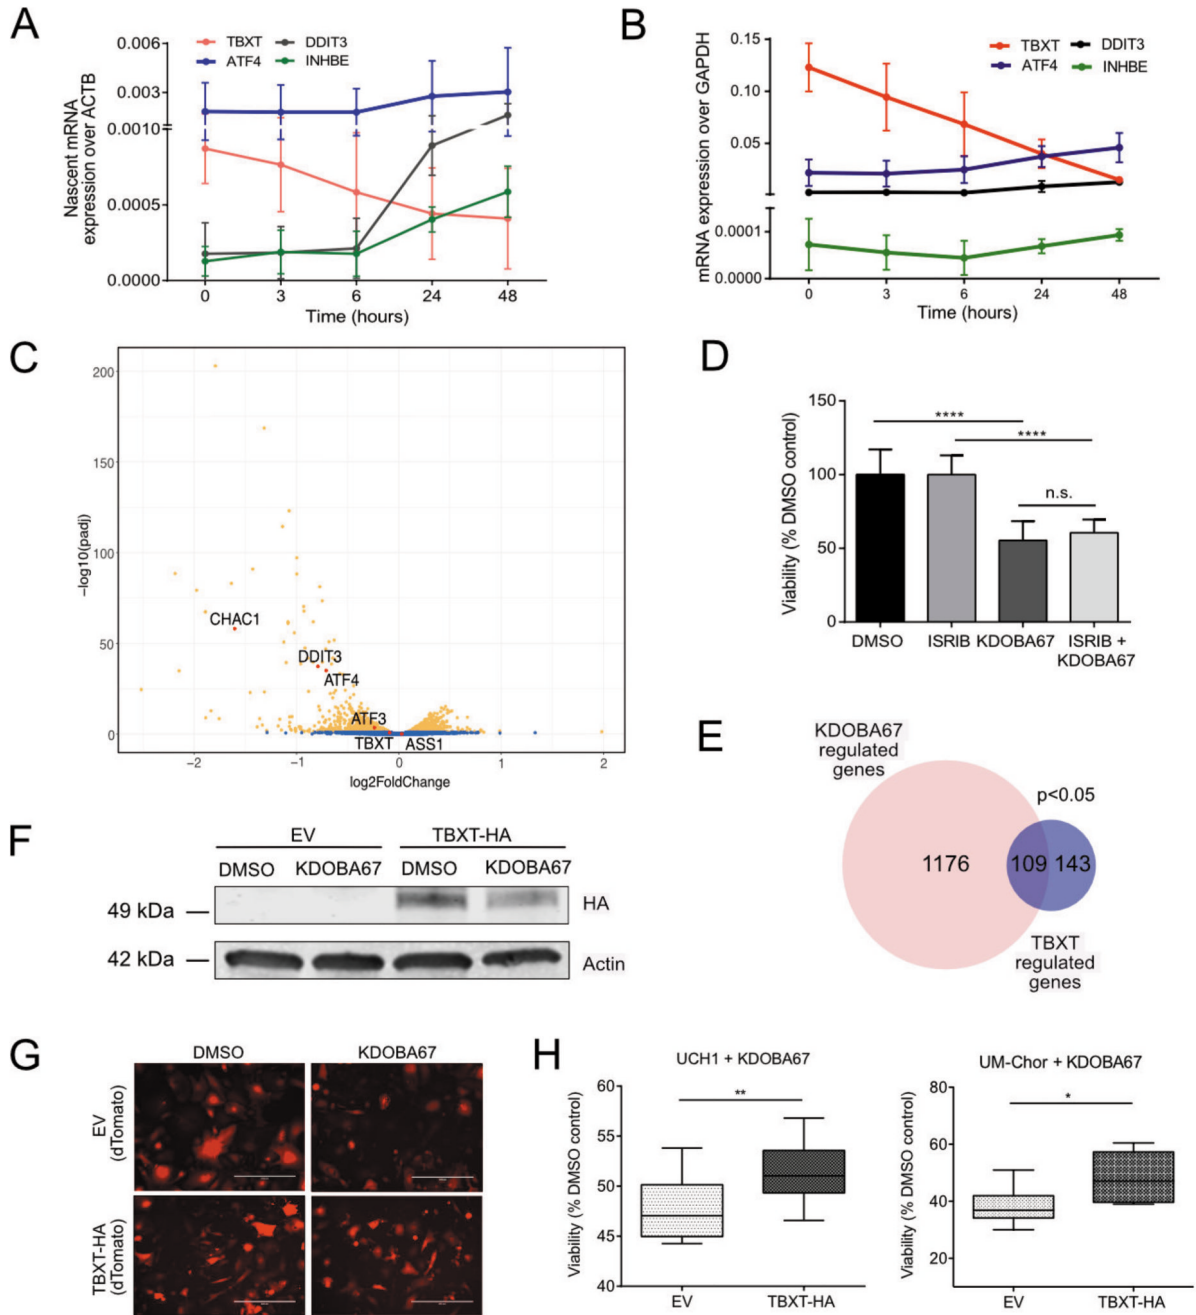 A
Nascent mRNA
expression over ACTB
TBXT
DDIT3
ATF4
INHBE
0.006
0.003
0.0010
0.0005
0.0000
0 3 6 24 48
Time (hours)
B
mRNA expression over GAPDH
TBXT
DDIT3
ATF4
INHBE
0.15
0.10
0.05
0.0001
0.0000
0 3 6 24 48
Time (hours)
C
−log10(padj)
200
150
100
50
0
CHAC1
DDIT3
ATF4
ATF3
TBXT ASS1
−2 −1 0 1 2
log2FoldChange
D
Viability (% DMSO control)
150
100
50
0
****
****
n.s.
DMSO ISRIB KDOBA67 ISRIB +
KDOBA67
E
KDOBA67
regulated
genes
p<0.05
1176 109 143
TBXT
regulated
genes
F
EV TBXT-HA
DMSO KDOBA67 DMSO KDOBA67
49 kDa
HA
42 kDa
Actin
G
DMSO KDOBA67
EV
(dTomato)
TBXT-HA
(dTomato)
H
UCH1 + KDOBA67
Viability (% DMSO control)
60
55
50
45
40
**
EV TBXT-HA
UM-Chor + KDOBA67
Viability (% DMSO control)
80
60
40
20
*
EV TBXT-HA